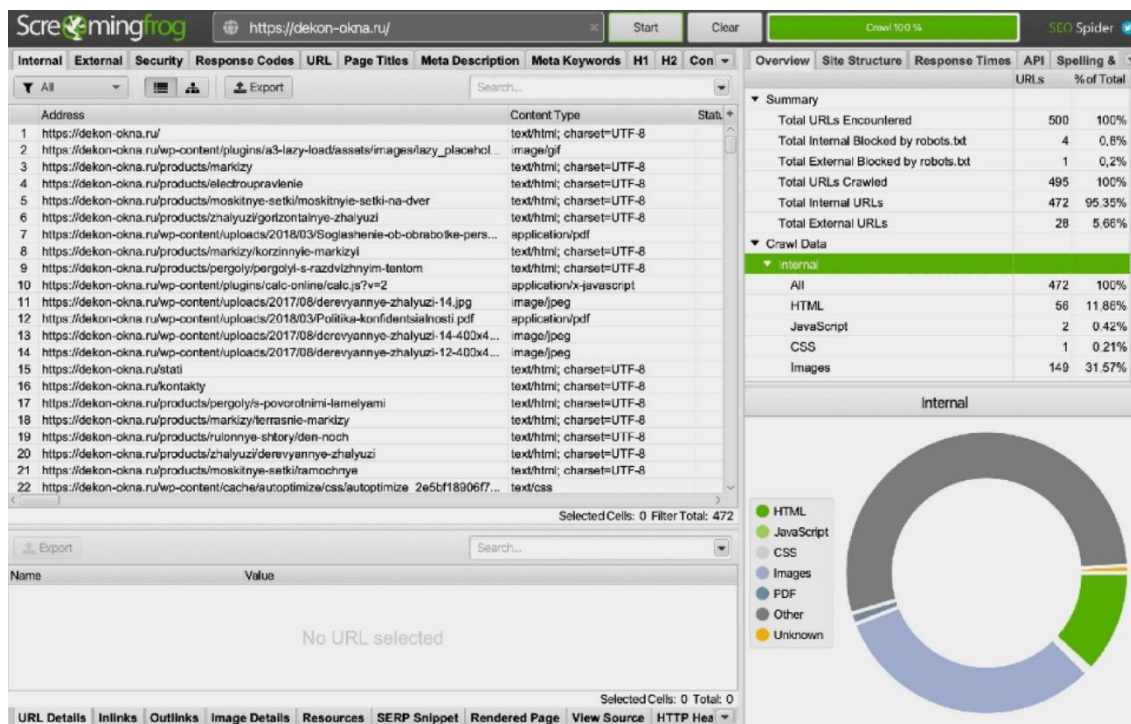 Screamingfrog https://dekon-okna.ru/ Start Clear Crawl 100 % SEO Spider
Internal External Security Response Codes URL Page Titles Meta Description Meta Keywords H1 H2 Con
All Export Search...
Address Content Type Statu
1 https://dekon-okna.ru/ text/html; charset=UTF-8
2 https://dekon-okna.ru/wp-content/plugins/a3-lazy-load/assets/images/lazy_placehol... image/gif
3 https://dekon-okna.ru/products/markizy text/html; charset=UTF-8
4 https://dekon-okna.ru/products/electroupravlenie text/html; charset=UTF-8
5 https://dekon-okna.ru/products/moskitnye-setki/moskitnyie-setki-na-dver text/html; charset=UTF-8
6 https://dekon-okna.ru/products/zhalyuzi/gorizontalnye-zhalyuzi text/html; charset=UTF-8
7 https://dekon-okna.ru/wp-content/uploads/2018/03/Soglashenie-ob-obrabotke-pers... application/pdf
8 https://dekon-okna.ru/products/markizy/korzinnyie-markizyi text/html; charset=UTF-8
9 https://dekon-okna.ru/products/pergoly/pergolyi-s-razdvizhnyim-tentom text/html; charset=UTF-8
10 https://dekon-okna.ru/wp-content/plugins/calc-online/calc.js?v=2 application/x-javascript
11 https://dekon-okna.ru/wp-content/uploads/2017/08/derevyannye-zhalyuzi-14.jpg image/jpeg
12 https://dekon-okna.ru/wp-content/uploads/2018/03/Politika-konfidentsialnosti.pdf application/pdf
13 https://dekon-okna.ru/wp-content/uploads/2017/08/derevyannye-zhalyuzi-14-400x4... image/jpeg
14 https://dekon-okna.ru/wp-content/uploads/2017/08/derevyannye-zhalyuzi-12-400x4... image/jpeg
15 https://dekon-okna.ru/stati text/html; charset=UTF-8
16 https://dekon-okna.ru/kontakty text/html; charset=UTF-8
17 https://dekon-okna.ru/products/pergoly/s-povorotnimi-lamelyami text/html; charset=UTF-8
18 https://dekon-okna.ru/products/markizy/terrasnie-markizy text/html; charset=UTF-8
19 https://dekon-okna.ru/products/rulonnye-shtory/den-noch text/html; charset=UTF-8
20 https://dekon-okna.ru/products/zhalyuzi/derevyannye-zhalyuzi text/html; charset=UTF-8
21 https://dekon-okna.ru/products/moskitnye-setki/ramochnye text/html; charset=UTF-8
22 https://dekon-okna.ru/wp-content/cache/autoptimize/css/autoptimize_2e5bf18906f7... text/css
Selected Cells: 0 Filter Total: 472
Export Search...
Name Value
No URL selected
Selected Cells: 0 Total: 0
URL Details Inlinks Outlinks Image Details Resources SERP Snippet Rendered Page View Source HTTP Hea
Overview Site Structure Response Times API Spelling &
URLs % of Total
Summary
Total URLs Encountered 500 100%
Total Internal Blocked by robots.txt 4 0,8%
Total External Blocked by robots.txt 1 0,2%
Total URLs Crawled 495 100%
Total Internal URLs 472 95,35%
Total External URLs 28 5,66%
Crawl Data
Internal
All 472 100%
HTML 56 11,86%
JavaScript 2 0,42%
CSS 1 0,21%
Images 149 31,57%
Internal
HTML
JavaScript
CSS
Images
PDF
Other
Unknown